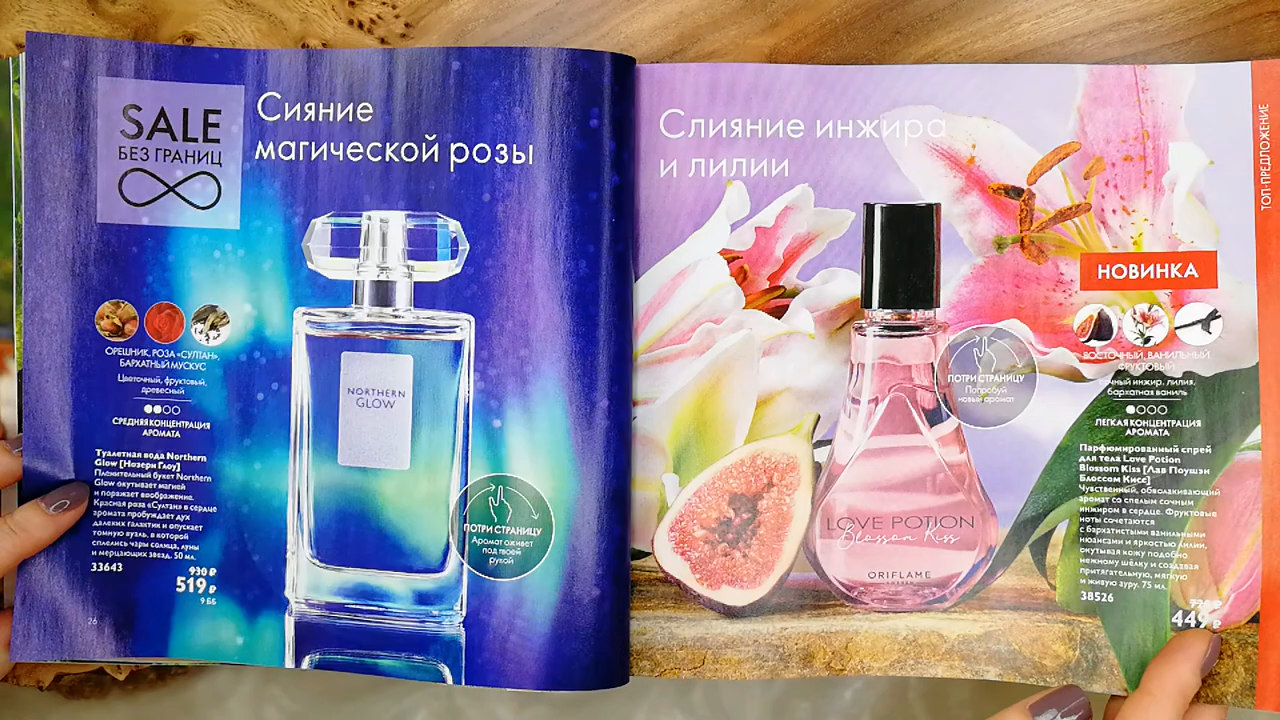 SALE
БЕЗ ГРАНИЦ
Сияние
магической розы
ОРЕШНИК, РОЗА «СУЛТАН»,
БАРХАТНЫЙ МУСКУС
Цветочный, фруктовый,
древесный
СРЕДНЯЯ КОНЦЕНТРАЦИЯ
АРОМАТА
Туалетная вода Northern
Glow [Нозерн Глоу]
Пленительный букет Northern
Glow окутывает магией
и поражает воображение.
Красная роза «Султан» в сердце
аромата пробуждает дух
далеких галактик и опускает
томную вуаль, в которой
сплелись чары солнца, луны
и мерцающих звезд. 50 мл.
33643
930 ₽
519 ₽
9 ББ
26
NORTHERN
GLOW
ПОТРИ СТРАНИЦУ
Аромат оживет
под твоей
рукой
Слияние инжира
и лилии
ТОП-ПРЕДЛОЖЕНИЕ
НОВИНКА
ВОСТОЧНЫЙ, ВАНИЛЬНЫЙ
ФРУКТОВЫЙ
инжир, лилия,
бархатная ваниль
ЛЕГКАЯ КОНЦЕНТРАЦИЯ
АРОМАТА
Парфюмированный спрей
для тела Love Potion
Blossom Kiss [Лав Поушэн
Блоссом Кисс]
Чувственный, обволакивающий
аромат со спелым сочным
инжиром в сердце. Фруктовые
ноты сочетаются
с бархатистыми ванильными
нюансами и яркостью лилии,
окутывая кожу подобно
нежному шёлку и создавая
притягательную, мягкую
и живую ауру. 75 мл.
38526
449 ₽
ПОТРИ СТРАНИЦУ
Попробуй
новый аромат
LOVE POTION
Blossom Kiss
ORIFLAME
SWEDEN